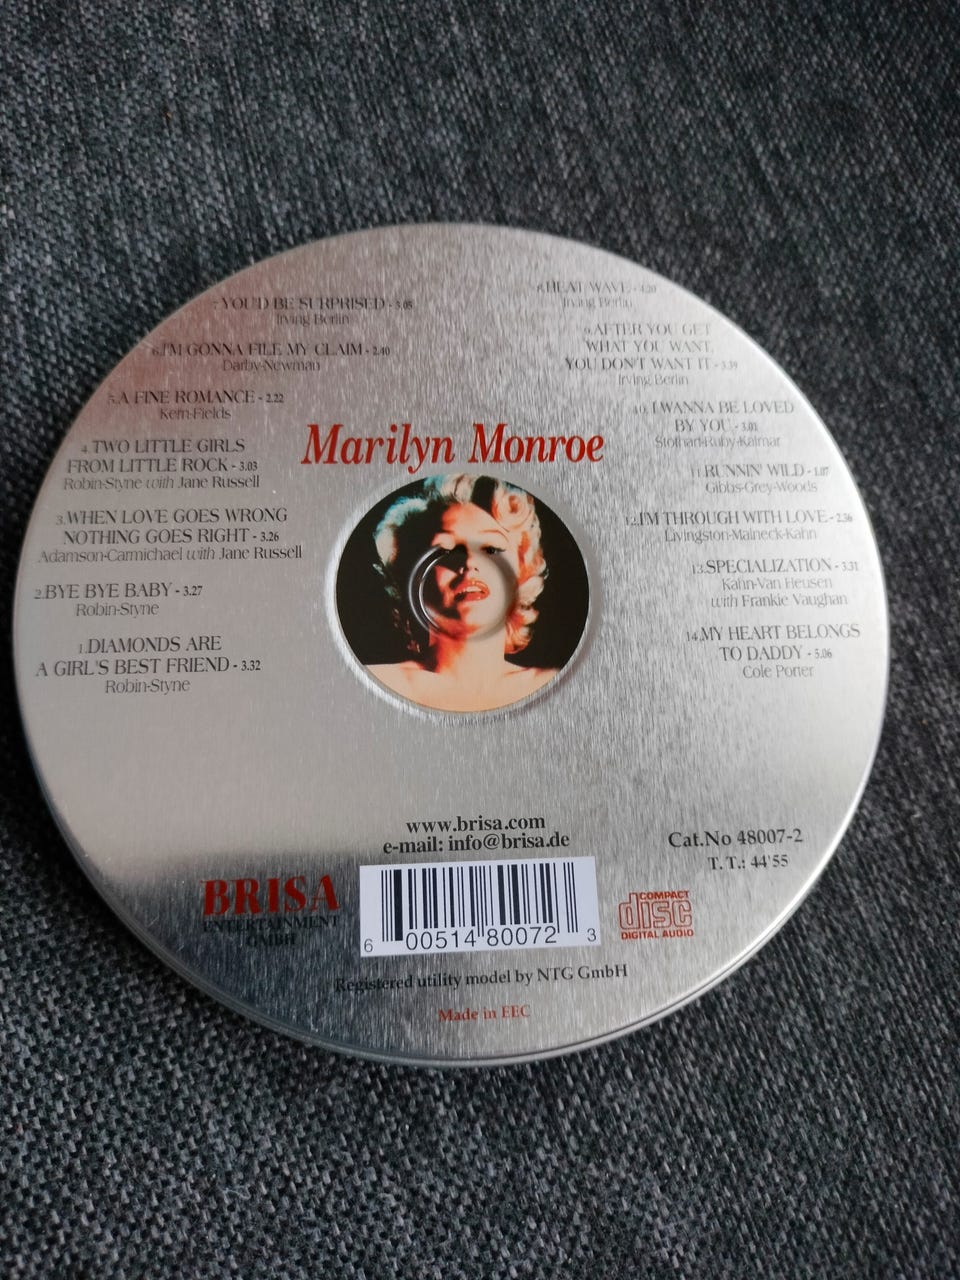 Marilyn Monroe
1.DIAMONDS ARE
A GIRL'S BEST FRIEND - 3.32
Robin-Styne
2.BYE BYE BABY - 3.27
Robin-Styne
3.WHEN LOVE GOES WRONG
NOTHING GOES RIGHT - 3.26
Adamson-Carmichael with Jane Russell
4.TWO LITTLE GIRLS
FROM LITTLE ROCK - 3.03
Robin-Styne with Jane Russell
5.A FINE ROMANCE - 2.22
Kern-Fields
6.I'M GONNA FILE MY CLAIM - 2.40
Darby-Newman
7.YOU'D BE SURPRISED - 3.08
Irving Berlin
8.HEAT WAVE - 4.20
Irving Berlin
9.AFTER YOU GET
WHAT YOU WANT,
YOU DON'T WANT IT - 3.39
Irving Berlin
10.I WANNA BE LOVED
BY YOU - 3.01
Stothart-Ruby-Kalmar
11.RUNNIN' WILD - 1.07
Gibbs-Grey-Woods
12.I'M THROUGH WITH LOVE - 2.36
Livingston-Malneck-Kahn
13.SPECIALIZATION - 3.31
Kahn-Van Heusen
with Frankie Vaughan
14.MY HEART BELONGS
TO DADDY - 5.06
Cole Porter
www.brisa.com
e-mail: info@brisa.de
Cat.No 48007-2
T. T.: 44'55
BRISA
ENTERTAINMENT
GMBH
6 00514 80072 3
COMPACT
disc
DIGITAL AUDIO
Registered utility model by NTG GmbH
Made in EEC